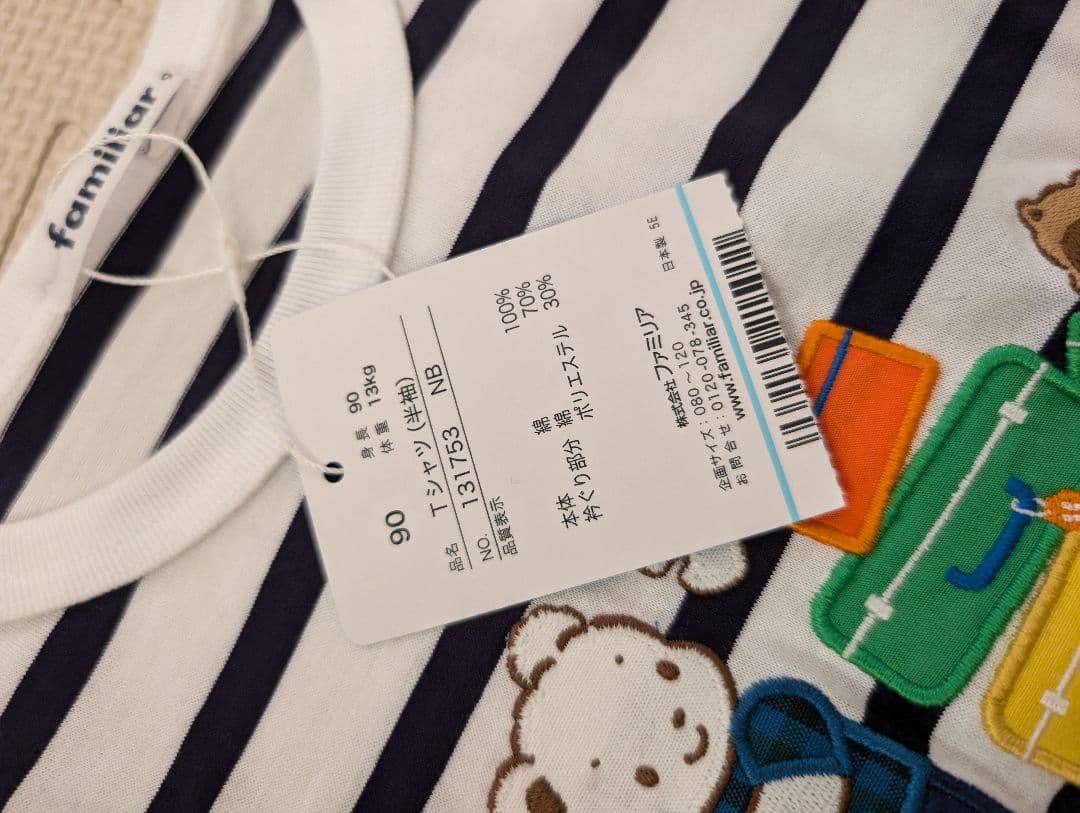 familiar
90
身長 90
体重 13kg
品名 Tシャツ(半袖)
NO. 131753 NB
品質表示
本体 綿 100%
衿ぐり部分 綿 70%
ポリエステル 30%
株式会社ファミリア
企画サイズ:080~120
お問合せ:0120-078-345
www.familiar.co.jp
日本製 5E